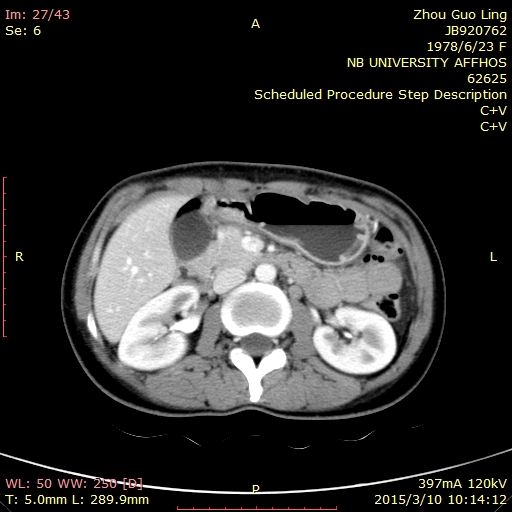 Im: 27/43
Se: 6
A
Zhou Guo Ling
JB920762
1978/6/23 F
NB UNIVERSITY AFFHOS
62625
Scheduled Procedure Step Description
C+V
C+V
R
L
WL: 50 WW: 250 [D]
T: 5.0mm L: 289.9mm
P
397mA 120kV
2015/3/10 10:14:12